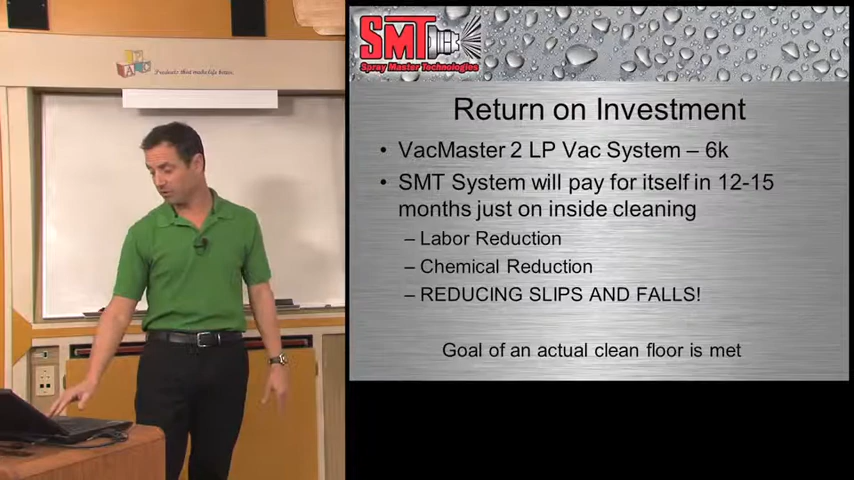 SMT
Spray Master Technologies
Return on Investment
• VacMaster 2 LP Vac System – 6k
• SMT System will pay for itself in 12-15
months just on inside cleaning
– Labor Reduction
– Chemical Reduction
– REDUCING SLIPS AND FALLS!
Goal of an actual clean floor is met